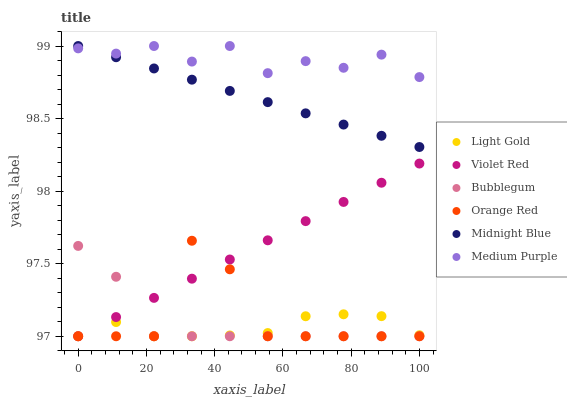 title
99
98.5
98
97.5
97
0
20
40
60
80
100
xaxis_label
yaxis_label
Light Gold
Violet Red
Bubblegum
Orange Red
Midnight Blue
Medium Purple